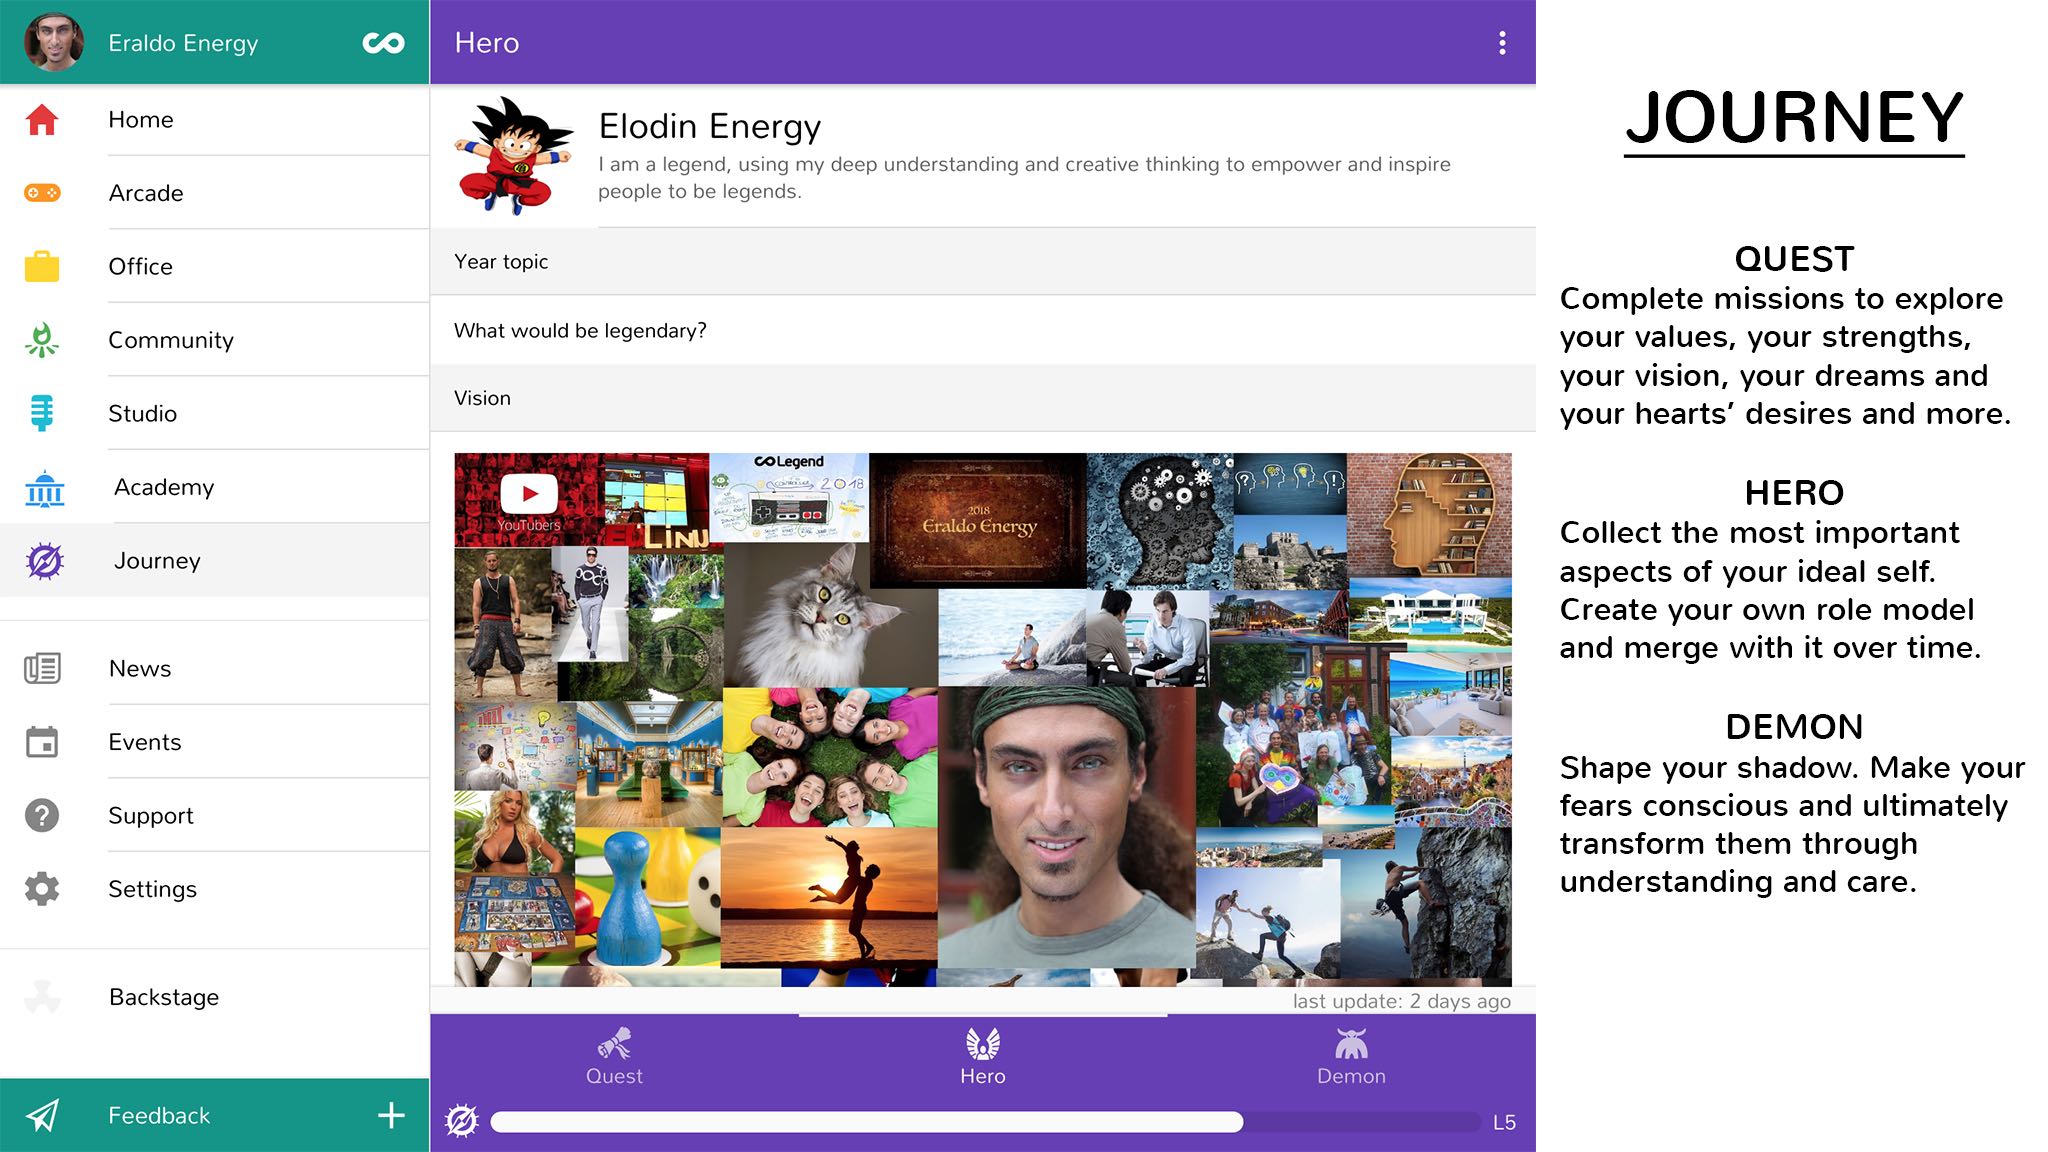 Eraldo Energy
Home
Arcade
Office
Community
Studio
Academy
Journey
News
Events
Support
Settings
Backstage
Feedback
Hero
Elodin Energy
I am a legend, using my deep understanding and creative thinking to empower and inspire
people to be legends.
Year topic
What would be legendary?
Vision
YouTubers
Legend
2018
2018
Eraldo Energy
last update: 2 days ago
Quest
Hero
Demon
L5
JOURNEY
QUEST
Complete missions to explore
your values, your strengths,
your vision, your dreams and
your hearts’ desires and more.
HERO
Collect the most important
aspects of your ideal self.
Create your own role model
and merge with it over time.
DEMON
Shape your shadow. Make your
fears conscious and ultimately
transform them through
understanding and care.